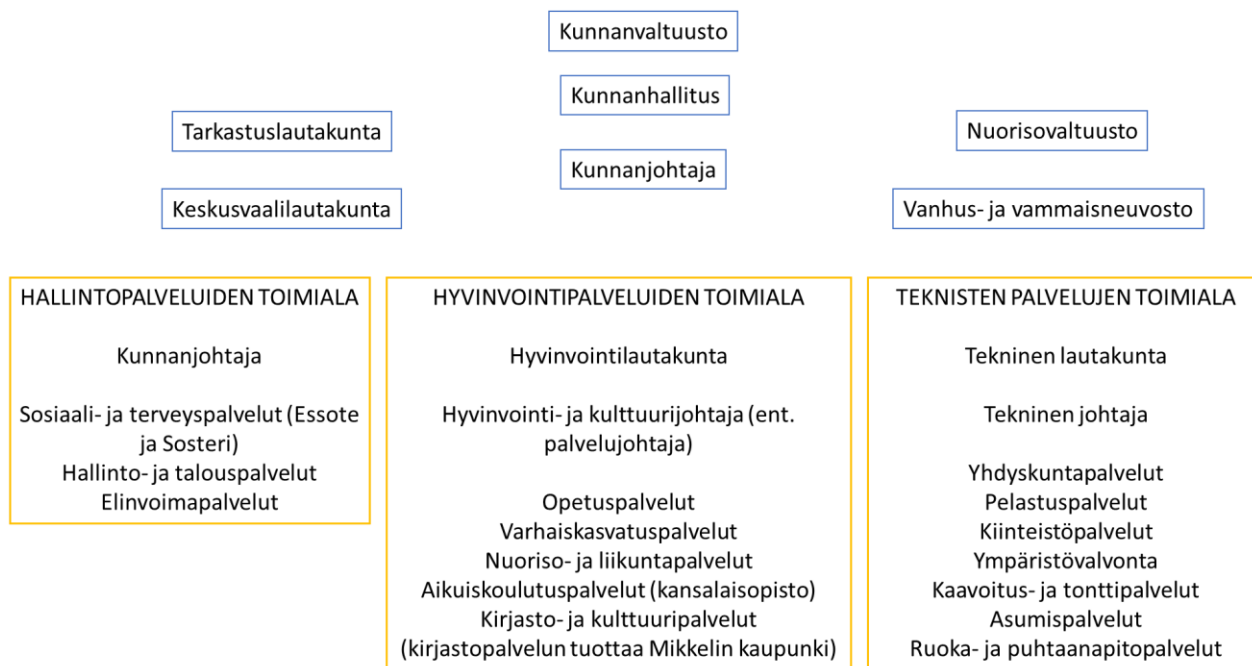 Kunnanvaltuusto
Kunnanhallitus
Tarkastuslautakunta
Nuorisovaltuusto
Kunnanjohtaja
Keskusvaalilautakunta
Vanhus- ja vammaisneuvosto
HALLINTOPALVELUIDEN TOIMIALA
Kunnanjohtaja
Sosiaali- ja terveyspalvelut (Essote
ja Sosteri)
Hallinto- ja talouspalvelut
Elinvoimapalvelut
HYVINVOINTIPALVELUIDEN TOIMIALA
Hyvinvointilautakunta
Hyvinvointi- ja kulttuurijohtaja (ent.
palvelujohtaja)
Opetuspalvelut
Varhaiskasvatuspalvelut
Nuoriso- ja liikuntapalvelut
Aikuiskoulutuspalvelut (kansalaisopisto)
Kirjasto- ja kulttuuripalvelut
(kirjastopalvelun tuottaa Mikkelin kaupunki)
TEKNISTEN PALVELUJEN TOIMIALA
Tekninen lautakunta
Tekninen johtaja
Yhdyskuntapalvelut
Pelastuspalvelut
Kiinteistöpalvelut
Ympäristövalvonta
Kaavoitus- ja tonttipalvelut
Asumispalvelut
Ruoka- ja puhtaanapitopalvelut